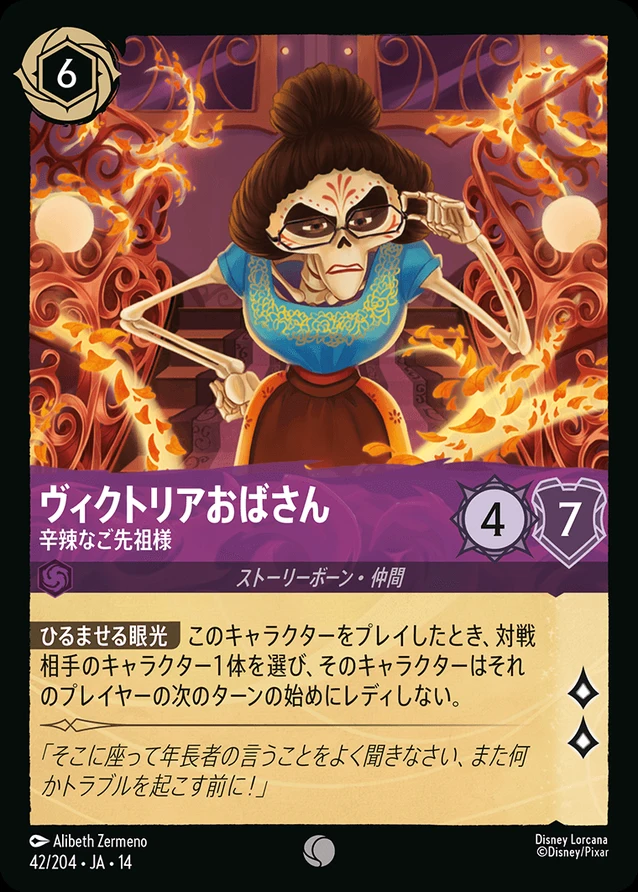 6
ヴィクトリアおばさん
辛辣なご先祖様
4
7
ストーリーボーン・仲間
ひるませる眼光 このキャラクターをプレイしたとき、対戦
相手のキャラクター1体を選び、そのキャラクターはそれ
のプレイヤーの次のターンの始めにレディしない。
「そこに座って年長者の言うことをよく聞きなさい、また何
かトラブルを起こす前に!」
Alibeth Zermeno
42/204・JA・14
Disney Lorcana
©Disney/Pixar